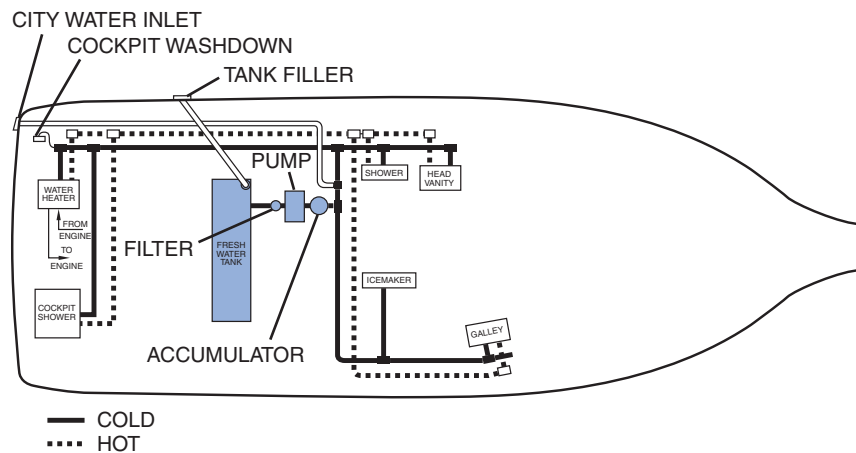 CITY WATER INLET
COCKPIT WASHDOWN
TANK FILLER
PUMP
SHOWER
HEAD
VANITY
WATER
HEATER
FROM
ENGINE
TO
ENGINE
FILTER
FRESH
WATER
TANK
ICEMAKER
COCKPIT
SHOWER
GALLEY
ACCUMULATOR
COLD
HOT